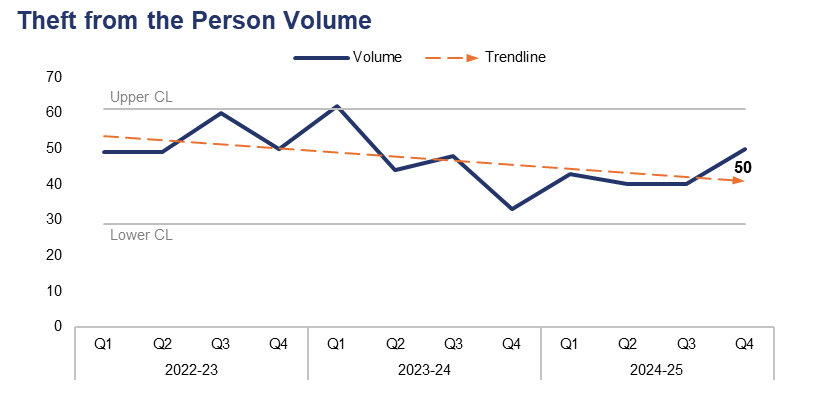 Theft from the Person Volume
Volume Trendline
70
Upper CL
60
50
50
40
30
Lower CL
20
10
0
Q1 Q2 Q3 Q4 Q1 Q2 Q3 Q4 Q1 Q2 Q3 Q4
2022-23 2023-24 2024-25